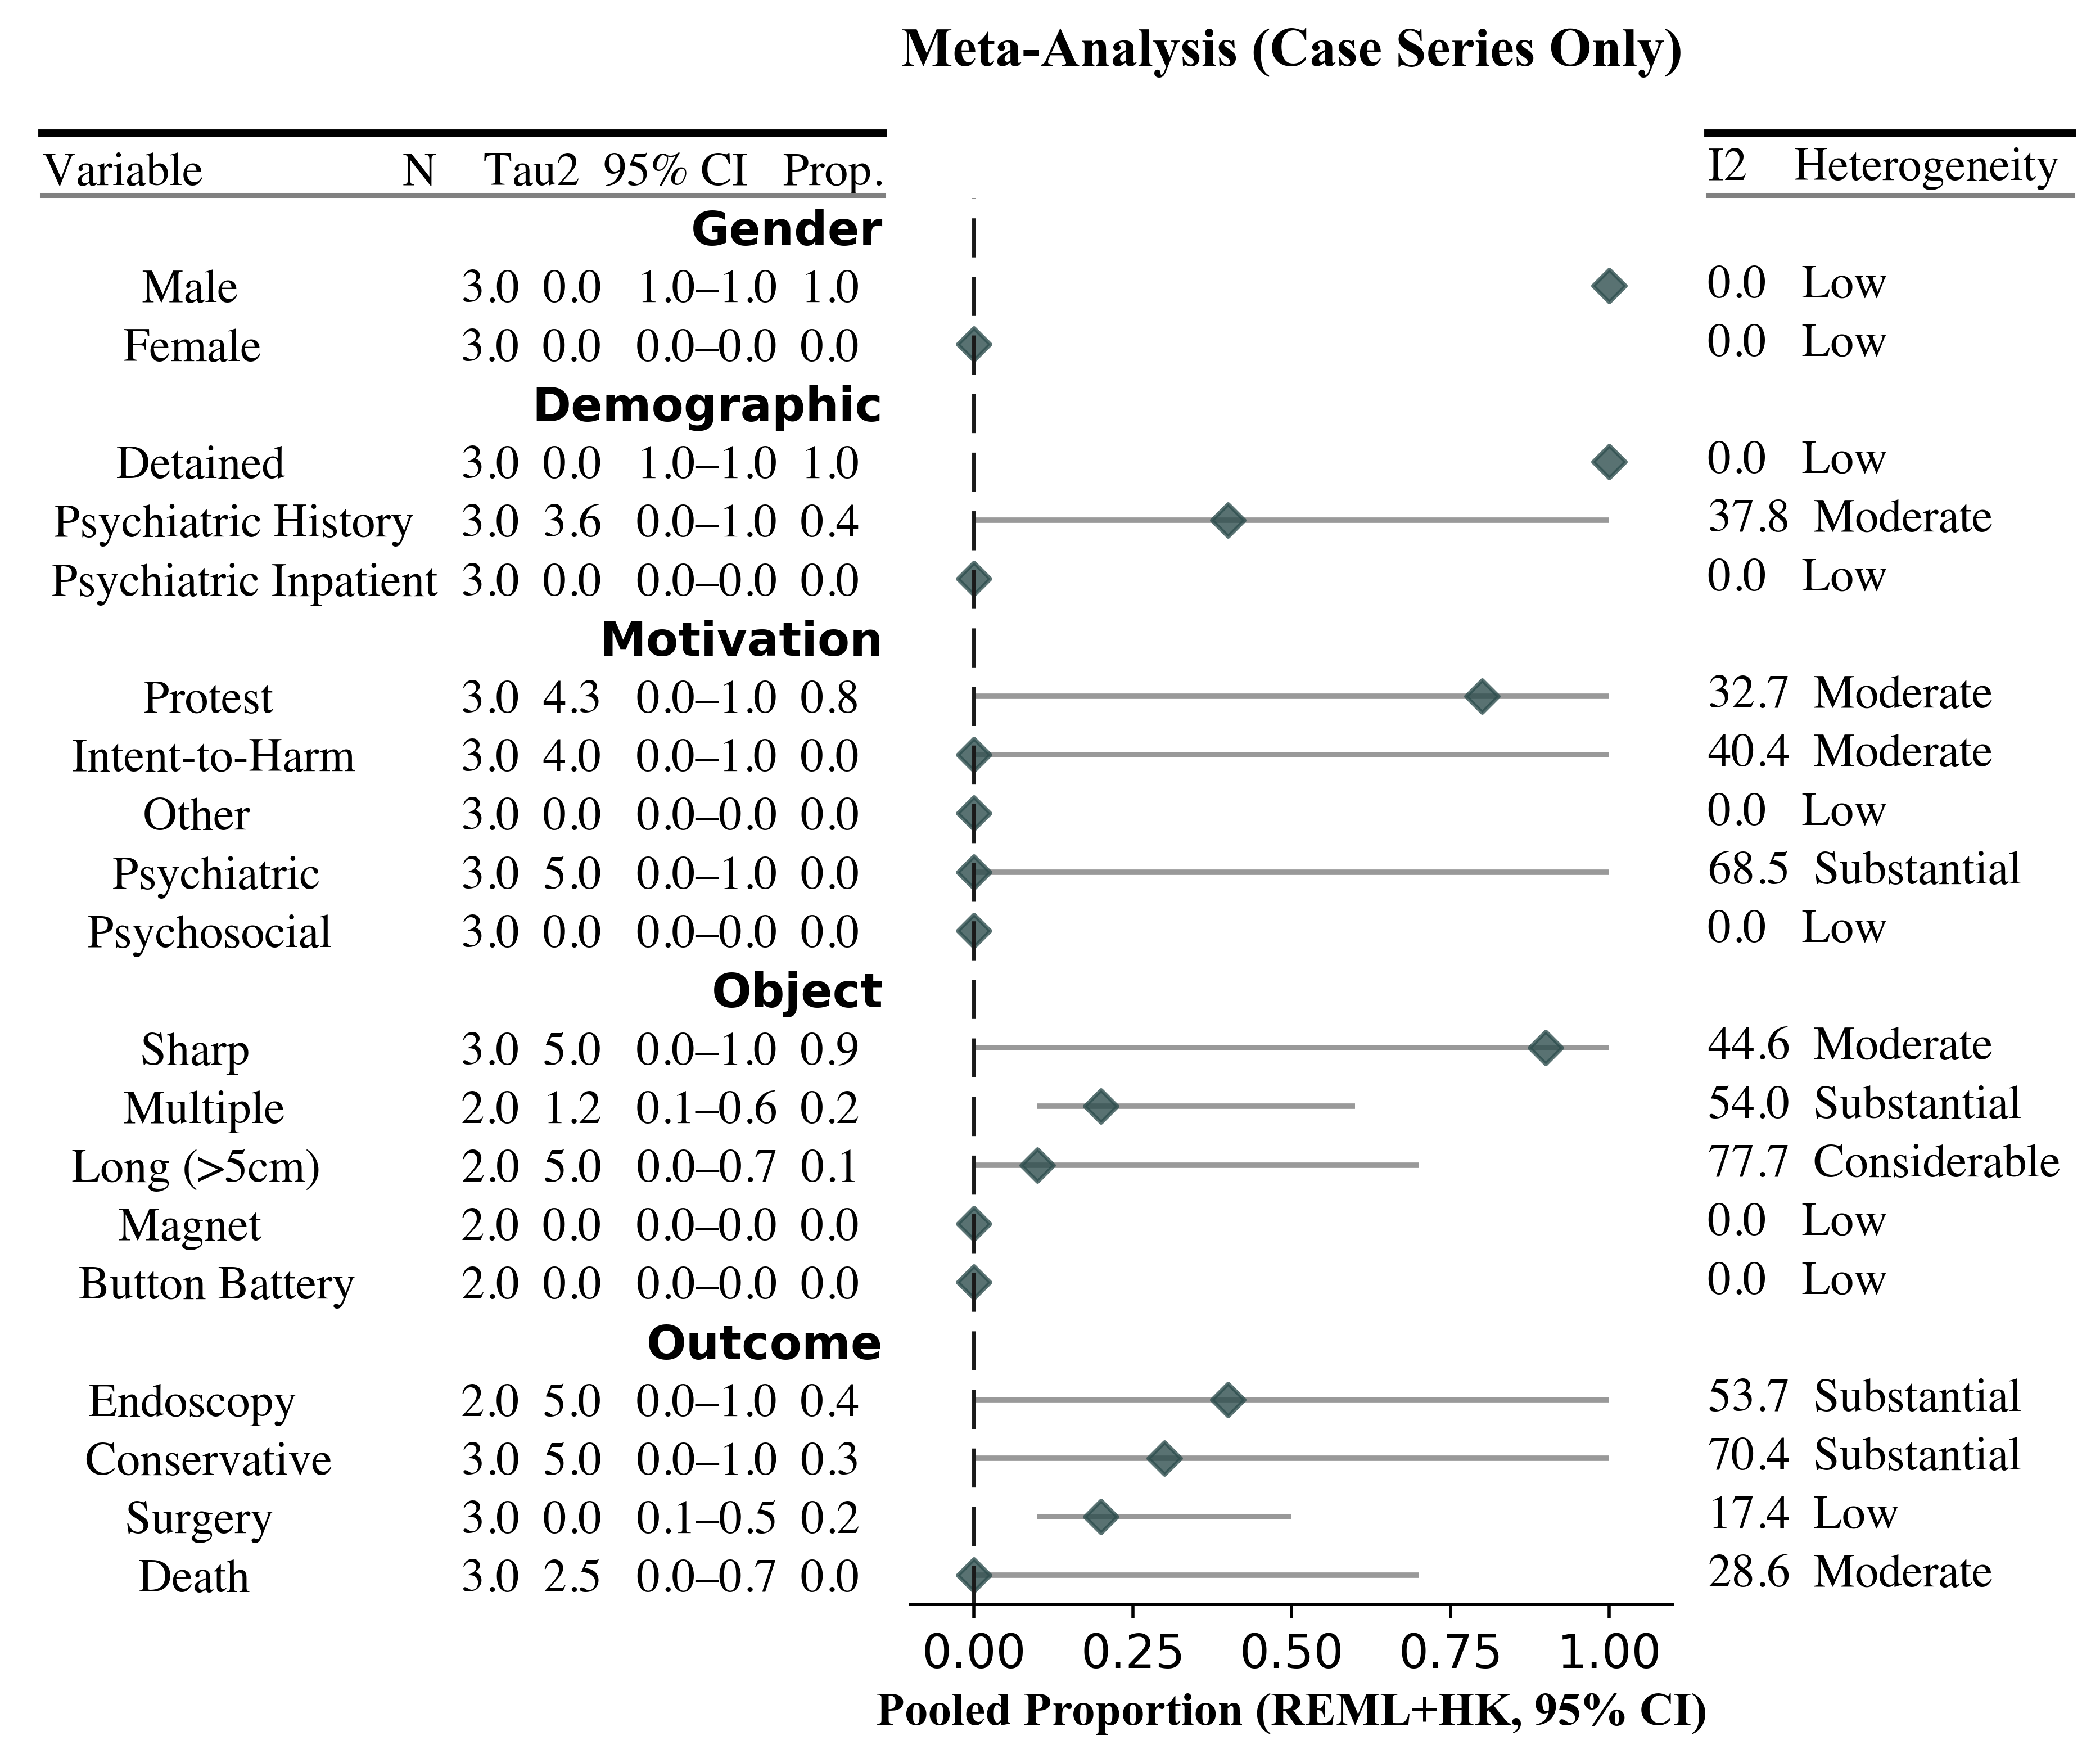 Meta-Analysis (Case Series Only)
Variable N Tau2 95% CI Prop. I2 Heterogeneity
Gender
Male 3.0 0.0 1.0–1.0 1.0 0.0 Low
Female 3.0 0.0 0.0–0.0 0.0 0.0 Low
Demographic
Detained 3.0 0.0 1.0–1.0 1.0 0.0 Low
Psychiatric History 3.0 3.6 0.0–1.0 0.4 37.8 Moderate
Psychiatric Inpatient 3.0 0.0 0.0–0.0 0.0 0.0 Low
Motivation
Protest 3.0 4.3 0.0–1.0 0.8 32.7 Moderate
Intent-to-Harm 3.0 4.0 0.0–1.0 0.0 40.4 Moderate
Other 3.0 0.0 0.0–0.0 0.0 0.0 Low
Psychiatric 3.0 5.0 0.0–1.0 0.0 68.5 Substantial
Psychosocial 3.0 0.0 0.0–0.0 0.0 0.0 Low
Object
Sharp 3.0 5.0 0.0–1.0 0.9 44.6 Moderate
Multiple 2.0 1.2 0.1–0.6 0.2 54.0 Substantial
Long (>5cm) 2.0 5.0 0.0–0.7 0.1 77.7 Considerable
Magnet 2.0 0.0 0.0–0.0 0.0 0.0 Low
Button Battery 2.0 0.0 0.0–0.0 0.0 0.0 Low
Outcome
Endoscopy 2.0 5.0 0.0–1.0 0.4 53.7 Substantial
Conservative 3.0 5.0 0.0–1.0 0.3 70.4 Substantial
Surgery 3.0 0.0 0.1–0.5 0.2 17.4 Low
Death 3.0 2.5 0.0–0.7 0.0 28.6 Moderate
0.00 0.25 0.50 0.75 1.00
Pooled Proportion (REML+HK, 95% CI)